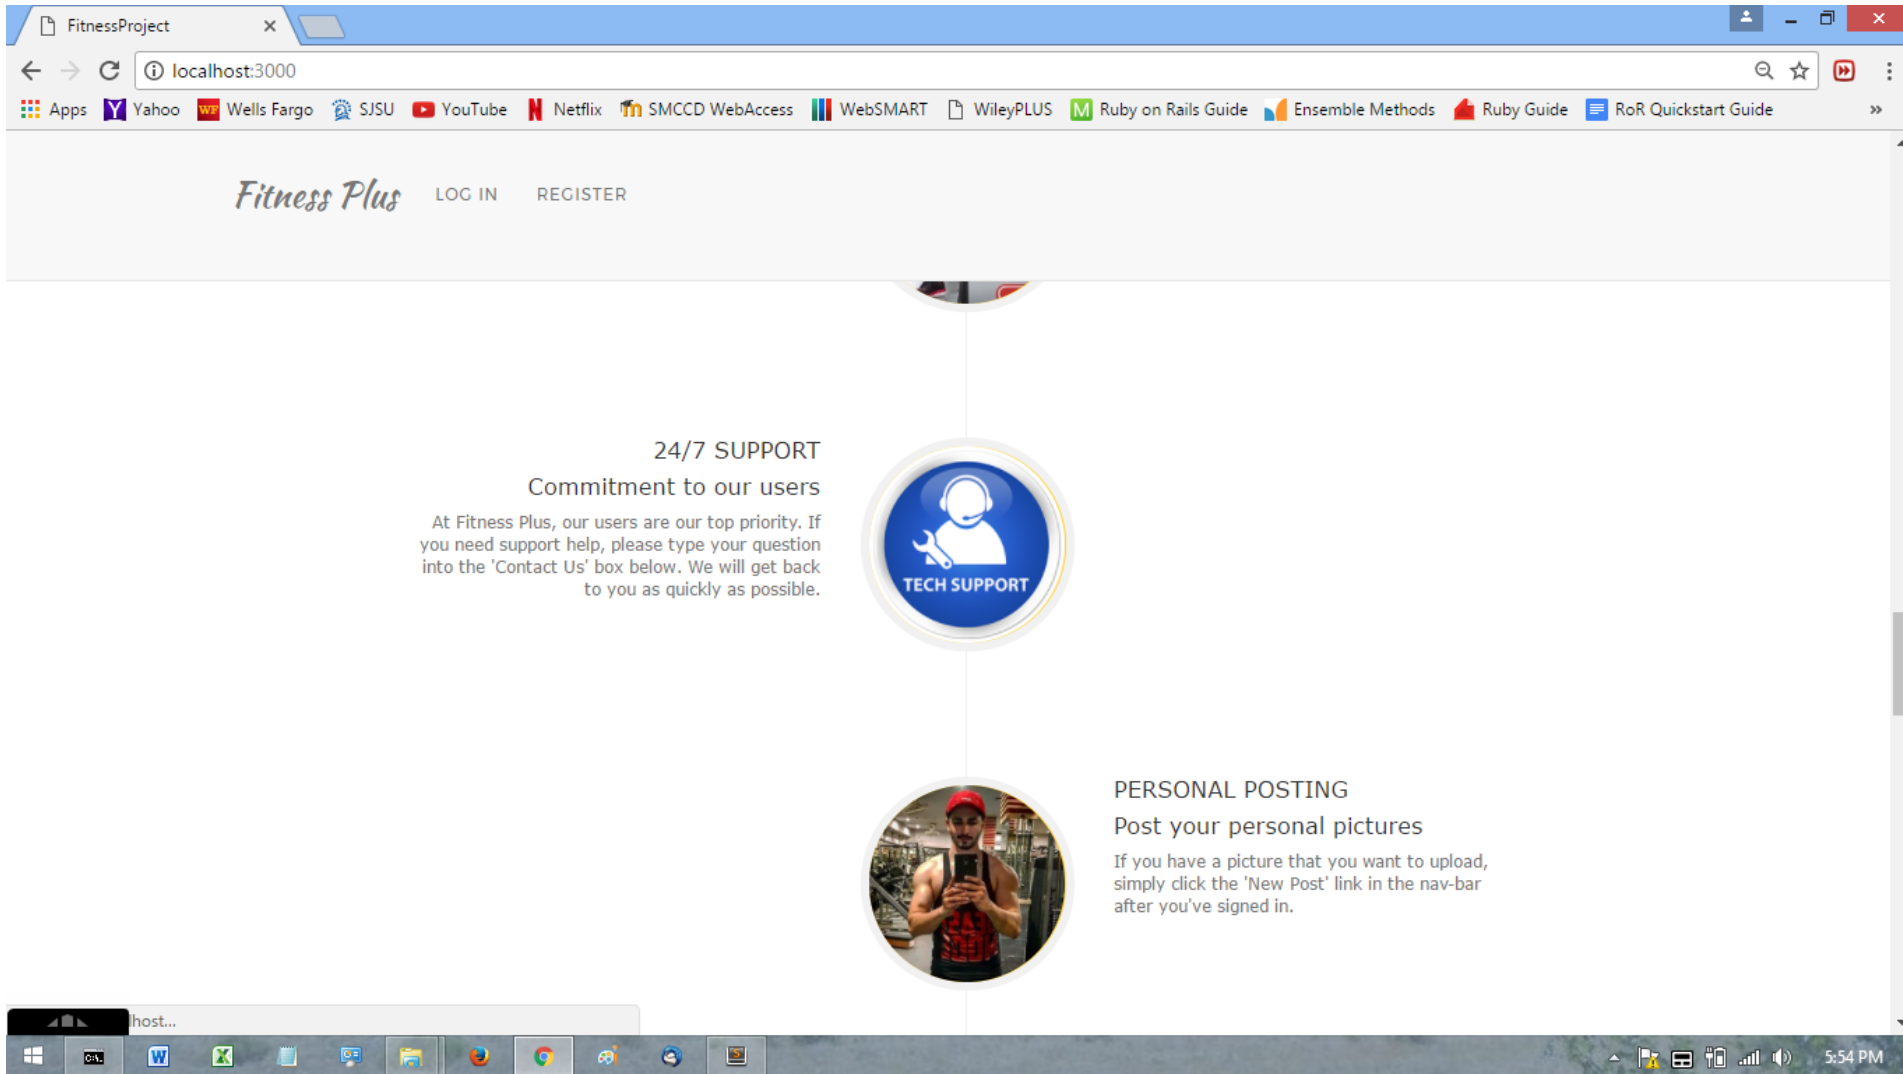 FitnessProject
localhost:3000
Apps Yahoo WF Wells Fargo SJSU YouTube N Netflix SMCCD WebAccess WebSMART WileyPLUS M Ruby on Rails Guide Ensemble Methods Ruby Guide RoR Quickstart Guide »
Fitness Plus LOG IN REGISTER
24/7 SUPPORT
Commitment to our users
At Fitness Plus, our users are our top priority. If
you need support help, please type your question
into the 'Contact Us' box below. We will get back
to you as quickly as possible.
TECH SUPPORT
PERSONAL POSTING
Post your personal pictures
If you have a picture that you want to upload,
simply click the 'New Post' link in the nav-bar
after you've signed in.
lhost...
5:54 PM